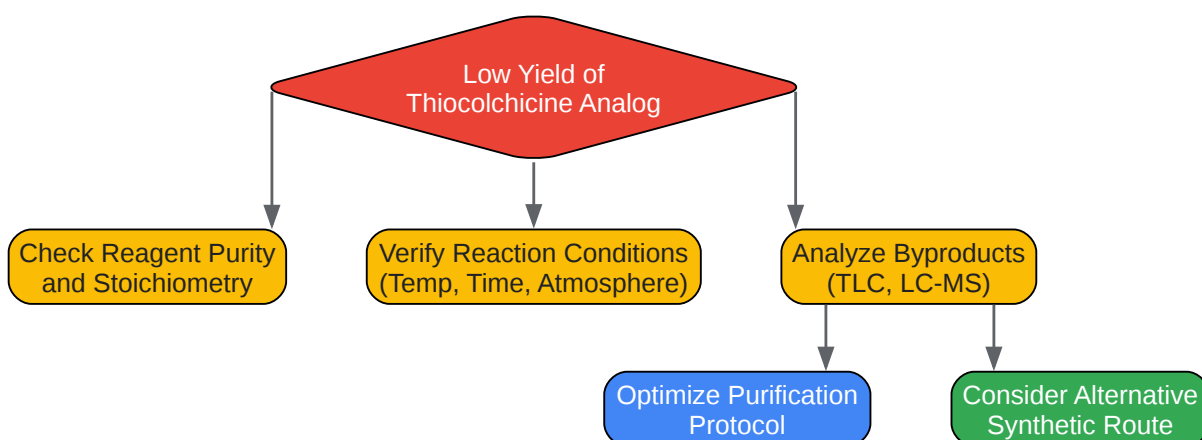 Low Yield of
Thiocolchicine Analog
Check Reagent Purity
and Stoichiometry
Verify Reaction Conditions
(Temp, Time, Atmosphere)
Analyze Byproducts
(TLC, LC-MS)
Optimize Purification
Protocol
Consider Alternative
Synthetic Route